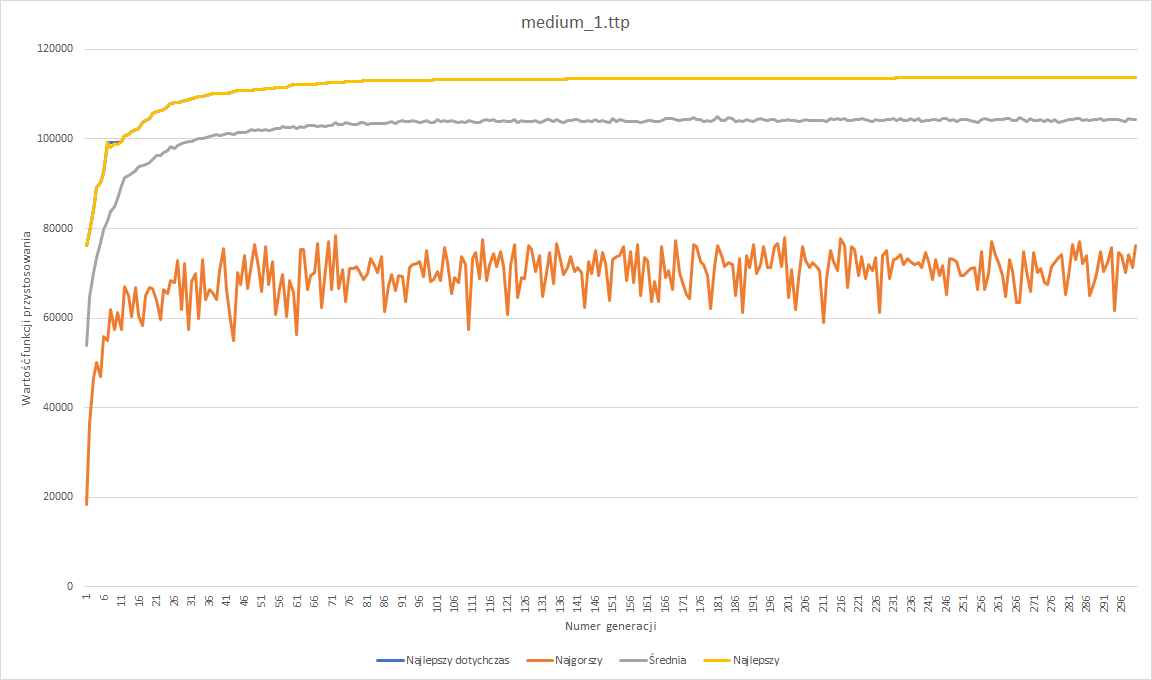 medium_1.ttp
120000
100000
80000
60000
40000
20000
0
Wartość funkcji przystosowania
1 6 11 16 21 26 31 36 41 46 51 56 61 66 71 76 81 86 91 96 101 106 111 116 121 126 131 136 141 146 151 156 161 166 171 176 181 186 191 196 201 206 211 216 221 226 231 236 241 246 251 256 261 266 271 276 281 286 291 296
Numer generacji
Najlepszy dotychczas Najgorszy Średnia Najlepszy